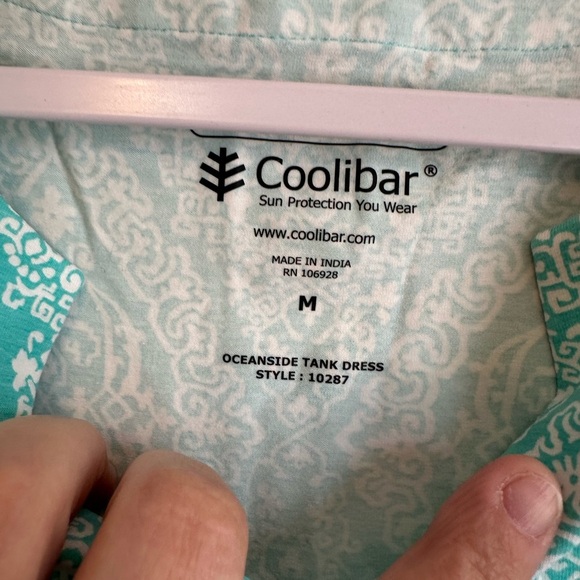 Coolibar®
Sun Protection You Wear
www.coolibar.com
MADE IN INDIA
RN 106928
M
OCEANSIDE TANK DRESS
STYLE : 10287